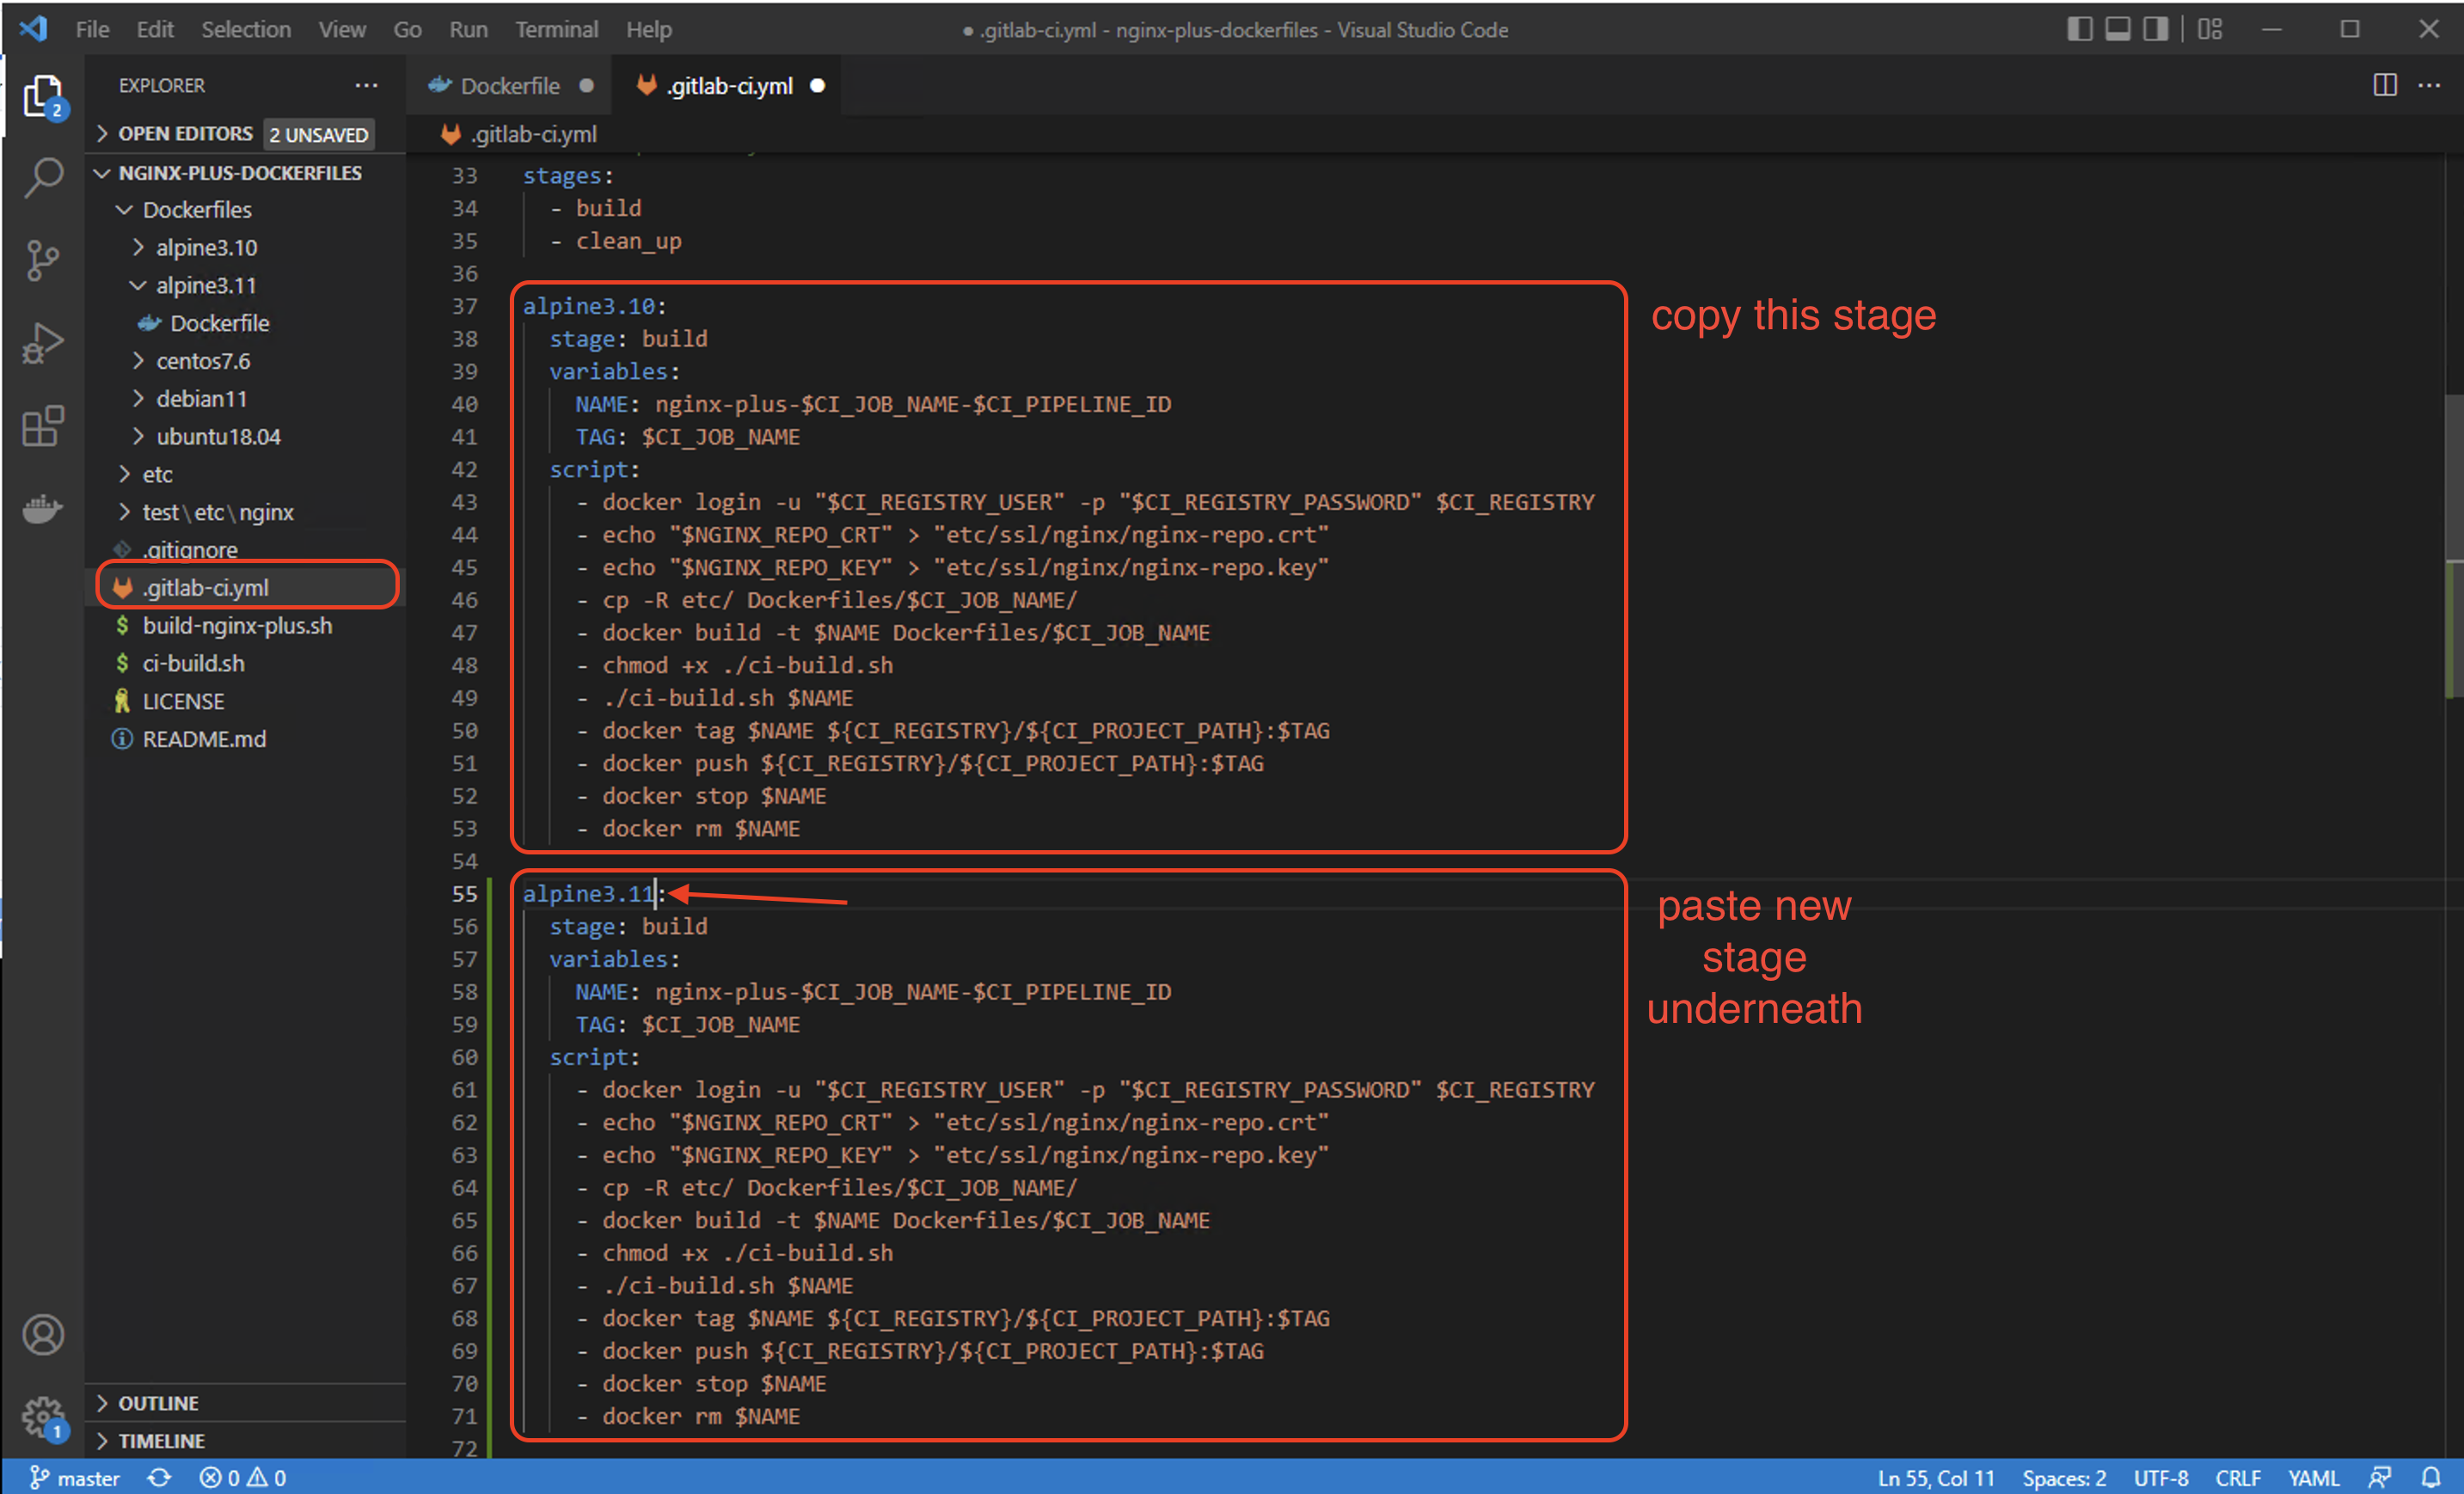 File Edit Selection View Go Run Terminal Help
● .gitlab-ci.yml - nginx-plus-dockerfiles - Visual Studio Code
EXPLORER
2
OPEN EDITORS 2 UNSAVED
NGINX-PLUS-DOCKERFILES
Dockerfiles
alpine3.10
alpine3.11
Dockerfile
centos7.6
debian11
ubuntu18.04
etc
test\etc\nginx
.gitignore
.gitlab-ci.yml
build-nginx-plus.sh
ci-build.sh
LICENSE
README.md
OUTLINE
TIMELINE
1
Dockerfile
.gitlab-ci.yml
.gitlab-ci.yml
33 stages:
34 - build
35 - clean_up
36
37 alpine3.10:
38 stage: build
39 variables:
40 NAME: nginx-plus-$CI_JOB_NAME-$CI_PIPELINE_ID
41 TAG: $CI_JOB_NAME
42 script:
43 - docker login -u "$CI_REGISTRY_USER" -p "$CI_REGISTRY_PASSWORD" $CI_REGISTRY
44 - echo "$NGINX_REPO_CRT" > "etc/ssl/nginx/nginx-repo.crt"
45 - echo "$NGINX_REPO_KEY" > "etc/ssl/nginx/nginx-repo.key"
46 - cp -R etc/ Dockerfiles/$CI_JOB_NAME/
47 - docker build -t $NAME Dockerfiles/$CI_JOB_NAME
48 - chmod +x ./ci-build.sh
49 - ./ci-build.sh $NAME
50 - docker tag $NAME ${CI_REGISTRY}/${CI_PROJECT_PATH}:$TAG
51 - docker push ${CI_REGISTRY}/${CI_PROJECT_PATH}:$TAG
52 - docker stop $NAME
53 - docker rm $NAME
54
55 alpine3.11:
56 stage: build
57 variables:
58 NAME: nginx-plus-$CI_JOB_NAME-$CI_PIPELINE_ID
59 TAG: $CI_JOB_NAME
60 script:
61 - docker login -u "$CI_REGISTRY_USER" -p "$CI_REGISTRY_PASSWORD" $CI_REGISTRY
62 - echo "$NGINX_REPO_CRT" > "etc/ssl/nginx/nginx-repo.crt"
63 - echo "$NGINX_REPO_KEY" > "etc/ssl/nginx/nginx-repo.key"
64 - cp -R etc/ Dockerfiles/$CI_JOB_NAME/
65 - docker build -t $NAME Dockerfiles/$CI_JOB_NAME
66 - chmod +x ./ci-build.sh
67 - ./ci-build.sh $NAME
68 - docker tag $NAME ${CI_REGISTRY}/${CI_PROJECT_PATH}:$TAG
69 - docker push ${CI_REGISTRY}/${CI_PROJECT_PATH}:$TAG
70 - docker stop $NAME
71 - docker rm $NAME
72
copy this stage
paste new
stage
underneath
master 0 0
Ln 55, Col 11 Spaces: 2 UTF-8 CRLF YAML